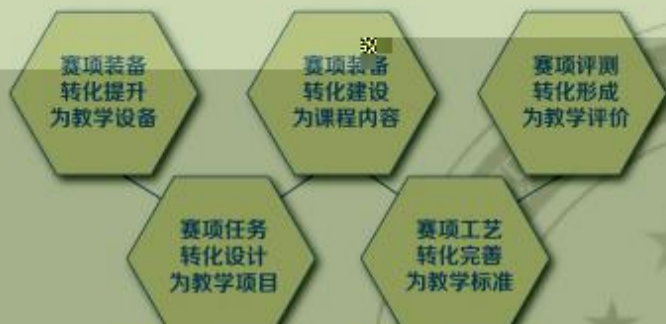 赛项装备
转化提升
为教学设备
赛项装备
转化建设
为课程内容
赛项评测
转化形成
为教学评价
赛项任务
转化设计
为教学项目
赛项工艺
转化完善
为教学标准